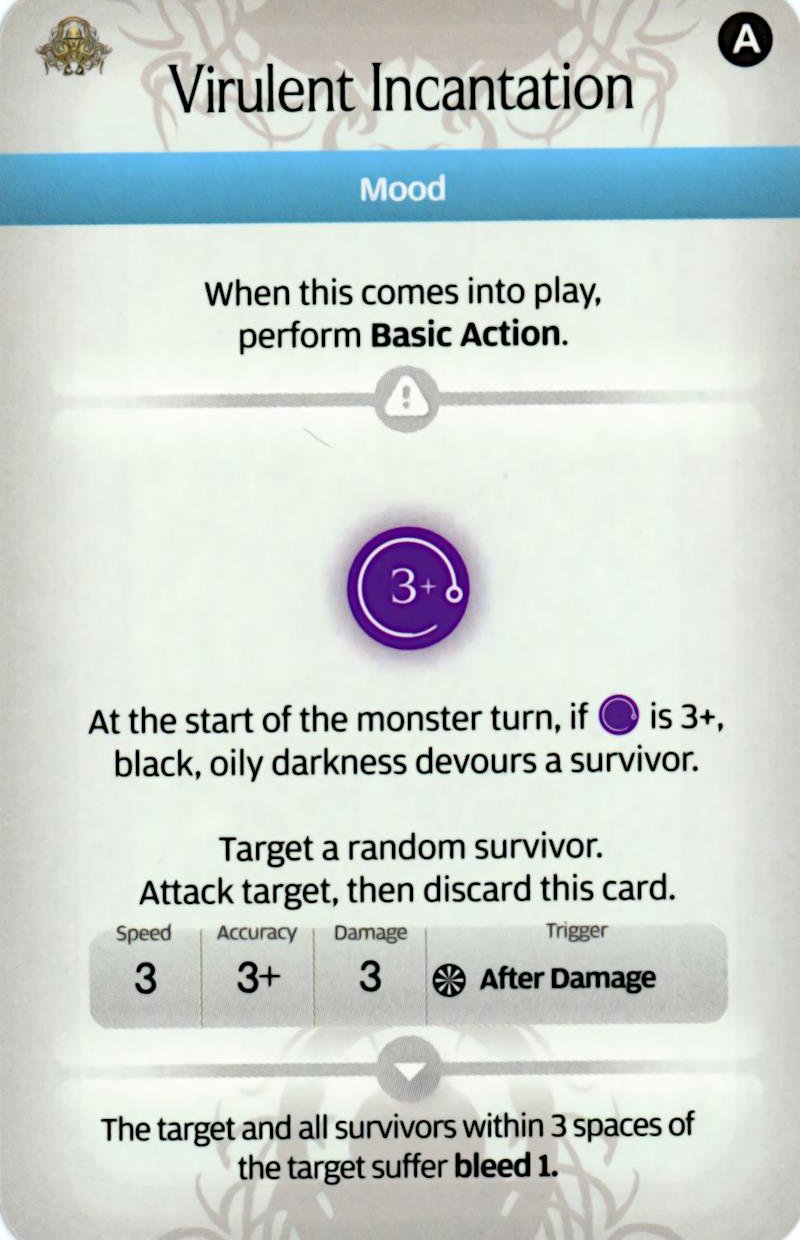 A
Virulent Incantation
Mood
When this comes into play,
perform Basic Action.
3+
At the start of the monster turn, if is 3+,
black, oily darkness devours a survivor.
Target a random survivor.
Attack target, then discard this card.
Speed Accuracy Damage Trigger
3 3+ 3 After Damage
The target and all survivors within 3 spaces of
the target suffer bleed 1.